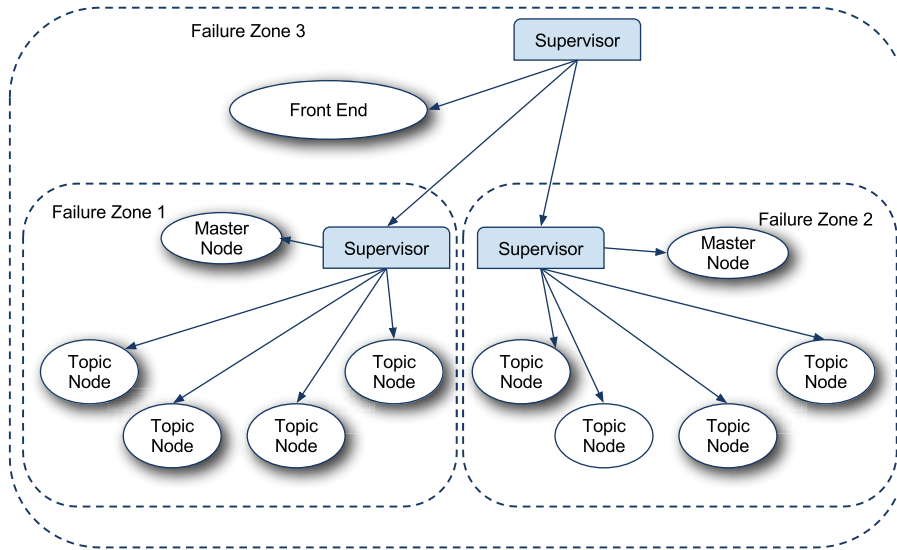 Failure Zone 3
Supervisor
Front End
Failure Zone 1
Master
Node
Supervisor
Supervisor
Failure Zone 2
Master
Node
Topic
Node
Topic
Node
Topic
Node
Topic
Node
Topic
Node
Topic
Node
Topic
Node
Topic
Node